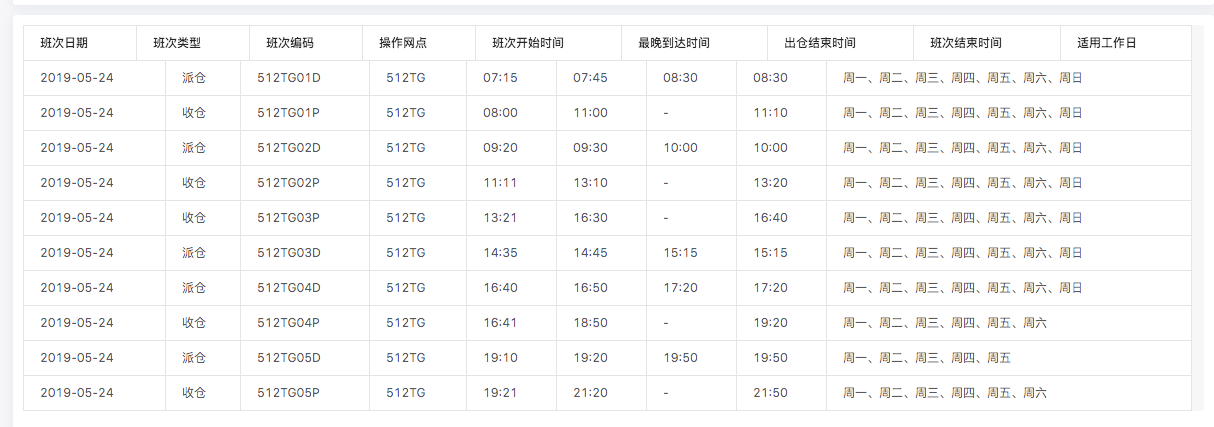 班次日期 班次类型 班次编码 操作网点 班次开始时间 最晚到达时间 出仓结束时间 班次结束时间 适用工作日
2019-05-24 派仓 512TG01D 512TG 07:15 07:45 08:30 08:30 周一、周二、周三、周四、周五、周六、周日
2019-05-24 收仓 512TG01P 512TG 08:00 11:00 - 11:10 周一、周二、周三、周四、周五、周六、周日
2019-05-24 派仓 512TG02D 512TG 09:20 09:30 10:00 10:00 周一、周二、周三、周四、周五、周六、周日
2019-05-24 收仓 512TG02P 512TG 11:11 13:10 - 13:20 周一、周二、周三、周四、周五、周六、周日
2019-05-24 收仓 512TG03P 512TG 13:21 16:30 - 16:40 周一、周二、周三、周四、周五、周六、周日
2019-05-24 派仓 512TG03D 512TG 14:35 14:45 15:15 15:15 周一、周二、周三、周四、周五、周六、周日
2019-05-24 派仓 512TG04D 512TG 16:40 16:50 17:20 17:20 周一、周二、周三、周四、周五、周六、周日
2019-05-24 收仓 512TG04P 512TG 16:41 18:50 - 19:20 周一、周二、周三、周四、周五、周六
2019-05-24 派仓 512TG05D 512TG 19:10 19:20 19:50 19:50 周一、周二、周三、周四、周五
2019-05-24 收仓 512TG05P 512TG 19:21 21:20 - 21:50 周一、周二、周三、周四、周五、周六